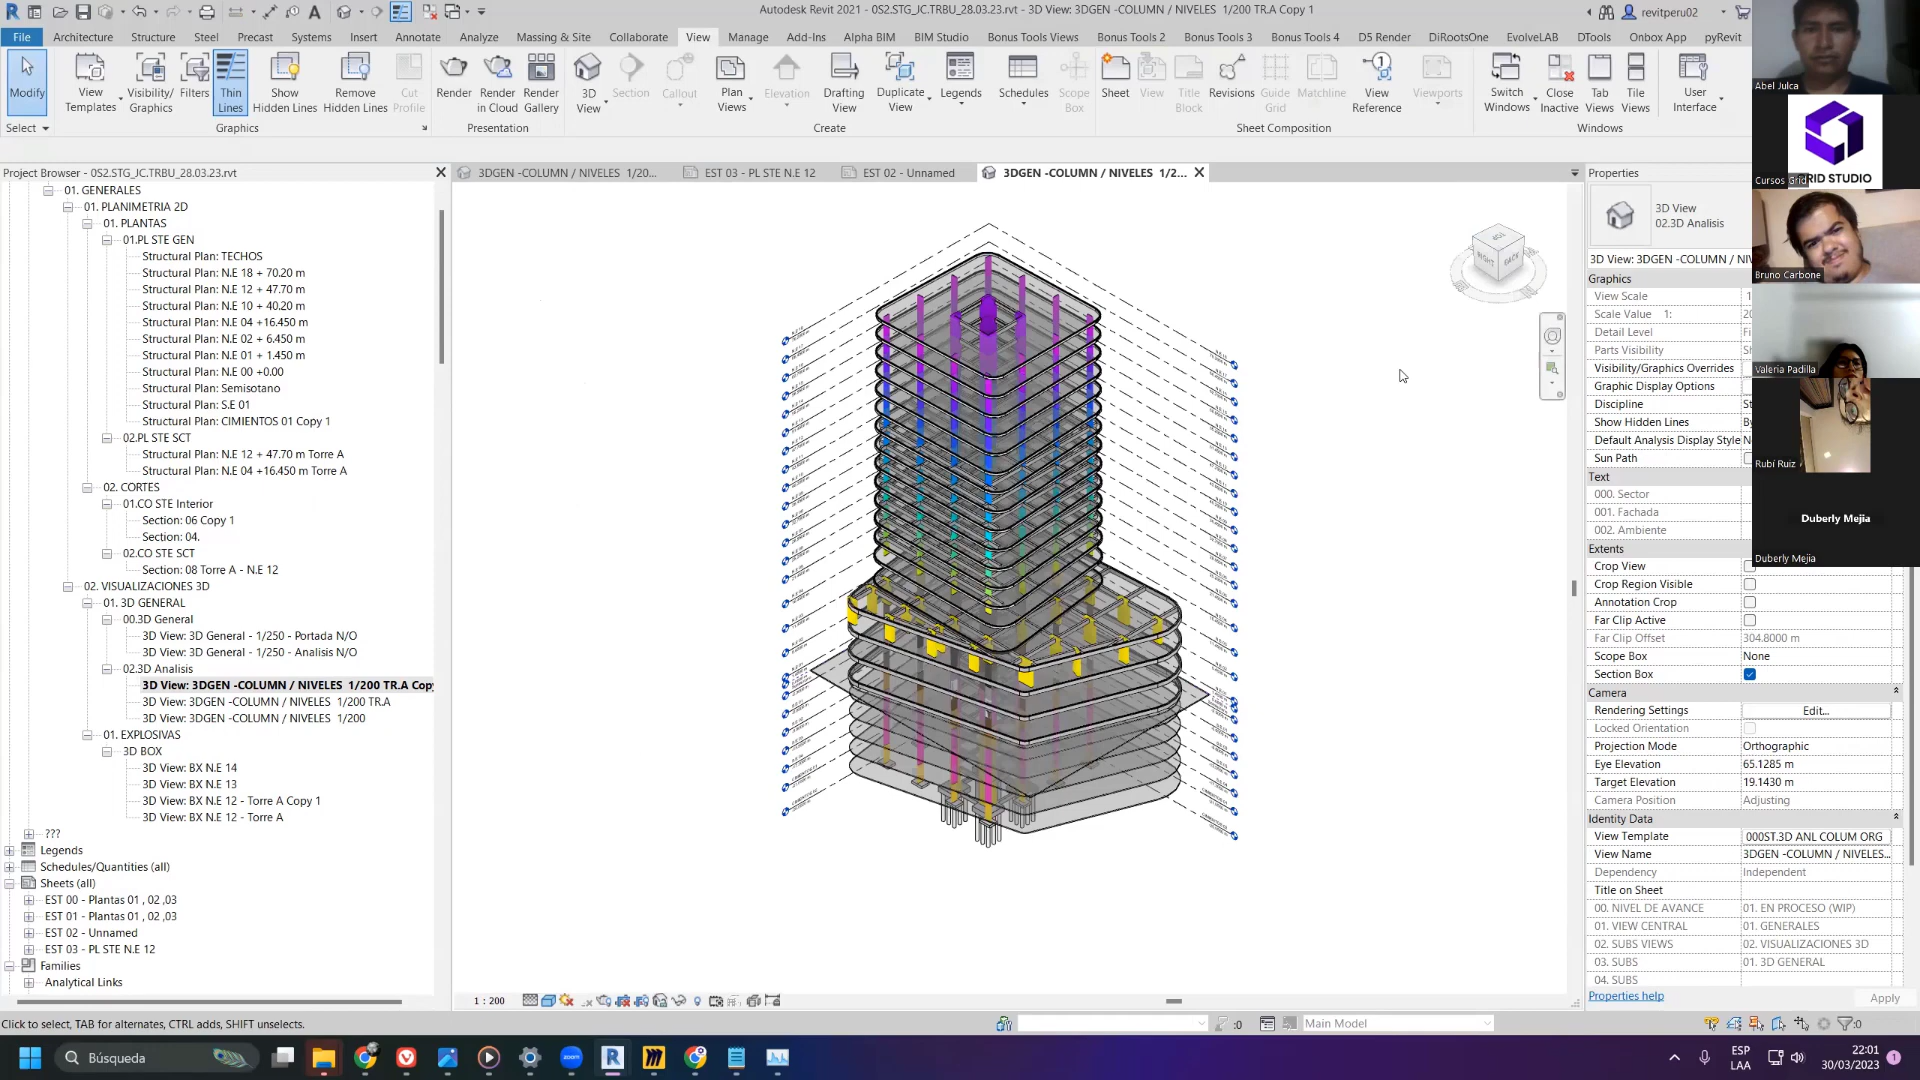 Autodesk Revit 2021 - 0S2.STG_JC.TRBU_28.03.23.rvt - 3D View: 3DGEN -COLUMN / NIVELES 1/200 TR.A Copy 1
revitperu02
File Architecture Structure Steel Precast Systems Insert Annotate Analyze Massing & Site Collaborate View Manage Add-Ins Alpha BIM BIM Studio Bonus Tools Views Bonus Tools 2 Bonus Tools 3 Bonus Tools 4 D5 Render DiRootsOne EvolveLAB DTools Onbox App pyRevit
Modify
View Templates
Visibility/ Graphics
Filters
Thin Lines
Show Hidden Lines
Remove Hidden Lines
Cut Profile
Render
Render in Cloud
Render Gallery
3D View
Section
Callout
Plan Views
Elevation
Drafting View
Duplicate View
Legends
Schedules
Scope Box
Sheet
View
Title Block
Revisions
Guide Grid
Matchline
View Reference
Viewports
Switch Windows
Close Inactive
Tab Views
Tile Views
User Interface
Select Graphics Presentation Create Sheet Composition Windows
Project Browser - 0S2.STG_JC.TRBU_28.03.23.rvt
3DGEN -COLUMN / NIVELES 1/20...
EST 03 - PL STE N.E 12
EST 02 - Unnamed
3DGEN -COLUMN / NIVELES 1/2...
01. GENERALES
01. PLANIMETRIA 2D
01. PLANTAS
01.PL STE GEN
Structural Plan: TECHOS
Structural Plan: N.E 18 + 70.20 m
Structural Plan: N.E 12 + 47.70 m
Structural Plan: N.E 10 + 40.20 m
Structural Plan: N.E 04 +16.450 m
Structural Plan: N.E 02 + 6.450 m
Structural Plan: N.E 01 + 1.450 m
Structural Plan: N.E 00 +0.00
Structural Plan: Semisotano
Structural Plan: S.E 01
Structural Plan: CIMIENTOS 01 Copy 1
02.PL STE SCT
Structural Plan: N.E 12 + 47.70 m Torre A
Structural Plan: N.E 04 +16.450 m Torre A
02. CORTES
01.CO STE Interior
Section: 06 Copy 1
Section: 04.
02.CO STE SCT
Section: 08 Torre A - N.E 12
02. VISUALIZACIONES 3D
01. 3D GENERAL
00.3D General
3D View: 3D General - 1/250 - Portada N/O
3D View: 3D General - 1/250 - Analisis N/O
02.3D Analisis
3D View: 3DGEN -COLUMN / NIVELES 1/200 TR.A Cop
3D View: 3DGEN -COLUMN / NIVELES 1/200 TR.A
3D View: 3DGEN -COLUMN / NIVELES 1/200
01. EXPLOSIVAS
3D BOX
3D View: BX N.E 14
3D View: BX N.E 13
3D View: BX N.E 12 - Torre A Copy 1
3D View: BX N.E 12 - Torre A
???
Legends
Schedules/Quantities (all)
Sheets (all)
EST 00 - Plantas 01 , 02 ,03
EST 01 - Plantas 01 , 02 ,03
EST 02 - Unnamed
EST 03 - PL STE N.E 12
Families
Analytical Links
TOP
RIGHT
BACK
Properties
3D View
02.3D Analisis
3D View: 3DGEN -COLUMN / NIV
Graphics
View Scale 1
Scale Value 1: 20
Detail Level Fi
Parts Visibility Sh
Visibility/Graphics Overrides
Graphic Display Options
Discipline St
Show Hidden Lines By
Default Analysis Display Style N
Sun Path
Text
000. Sector
001. Fachada
002. Ambiente
Extents
Crop View
Crop Region Visible
Annotation Crop
Far Clip Active
Far Clip Offset 304.8000 m
Scope Box None
Section Box
Camera
Rendering Settings Edit...
Locked Orientation
Projection Mode Orthographic
Eye Elevation 65.1285 m
Target Elevation 19.1430 m
Camera Position Adjusting
Identity Data
View Template 000ST.3D ANL COLUM ORG
View Name 3DGEN -COLUMN / NIVELES...
Dependency Independent
Title on Sheet
00. NIVEL DE AVANCE 01. EN PROCESO (WIP)
01. VIEW CENTRAL 01. GENERALES
02. SUBS VIEWS 02. VISUALIZACIONES 3D
03. SUBS 01. 3D GENERAL
04. SUBS
Properties help Apply
Abel Julca
Cursos Grid
RID STUDIO
Bruno Carbone
Valeria Padilla
Rubí Ruiz
Duberly Mejia
Duberly Mejia
1 : 200
Click to select, TAB for alternates, CTRL adds, SHIFT unselects.
:0
Main Model
:0
Búsqueda
zoom
ESP
LAA
22:01
30/03/2023
1